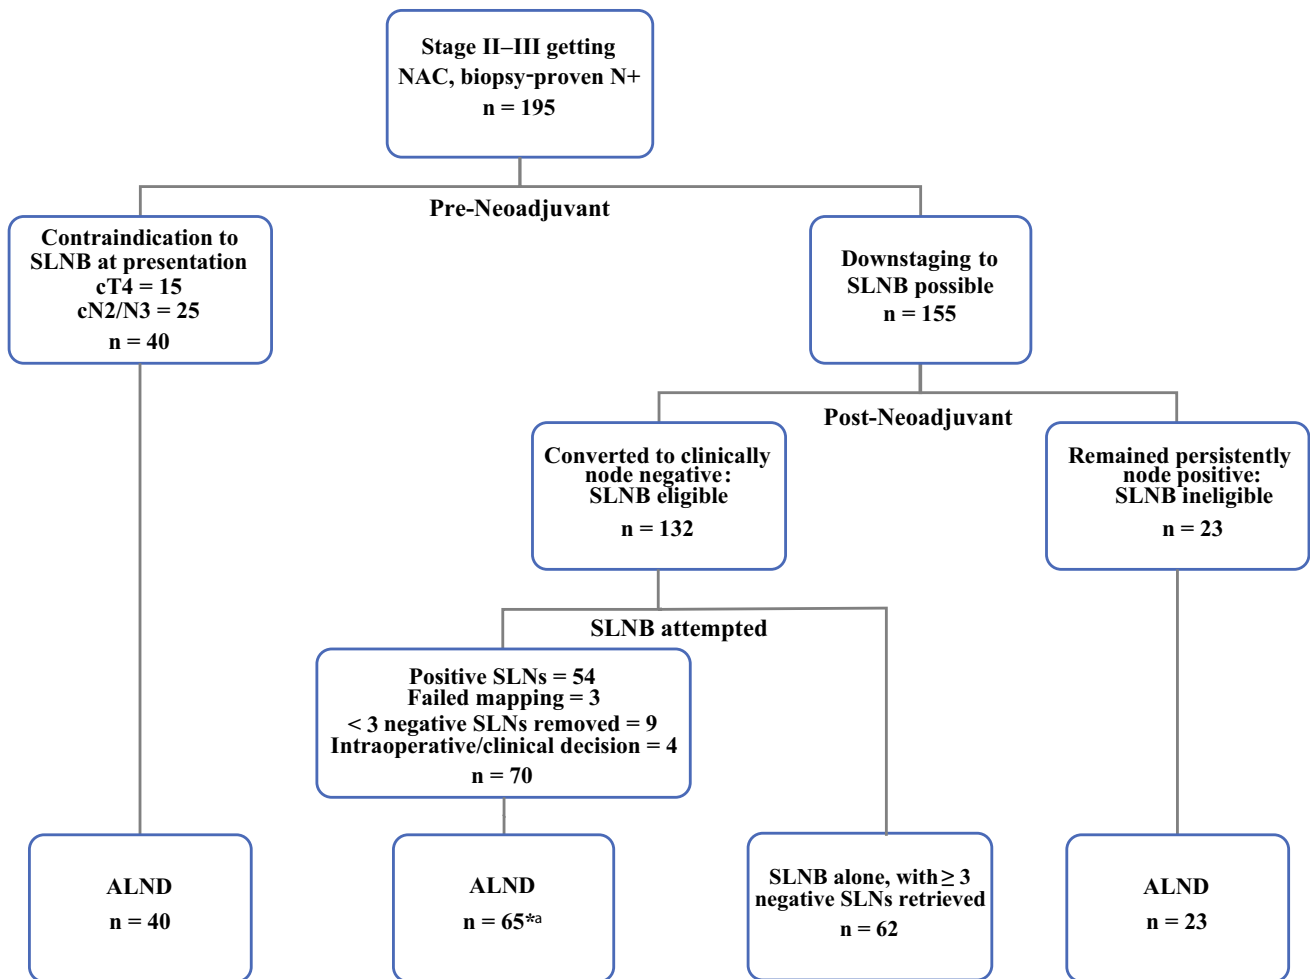 Stage II–III getting
NAC, biopsy-proven N+
n = 195
Pre-Neoadjuvant
Contraindication to
SLNB at presentation
cT4 = 15
cN2/N3 = 25
n = 40
Downstaging to
SLNB possible
n = 155
Post-Neoadjuvant
Converted to clinically
node negative:
SLNB eligible
n = 132
Remained persistently
node positive:
SLNB ineligible
n = 23
SLNB attempted
Positive SLNs = 54
Failed mapping = 3
< 3 negative SLNs removed = 9
Intraoperative/clinical decision = 4
n = 70
ALND
n = 40
ALND
n = 65*a
SLNB alone, with ≥ 3
negative SLNs retrieved
n = 62
ALND
n = 23